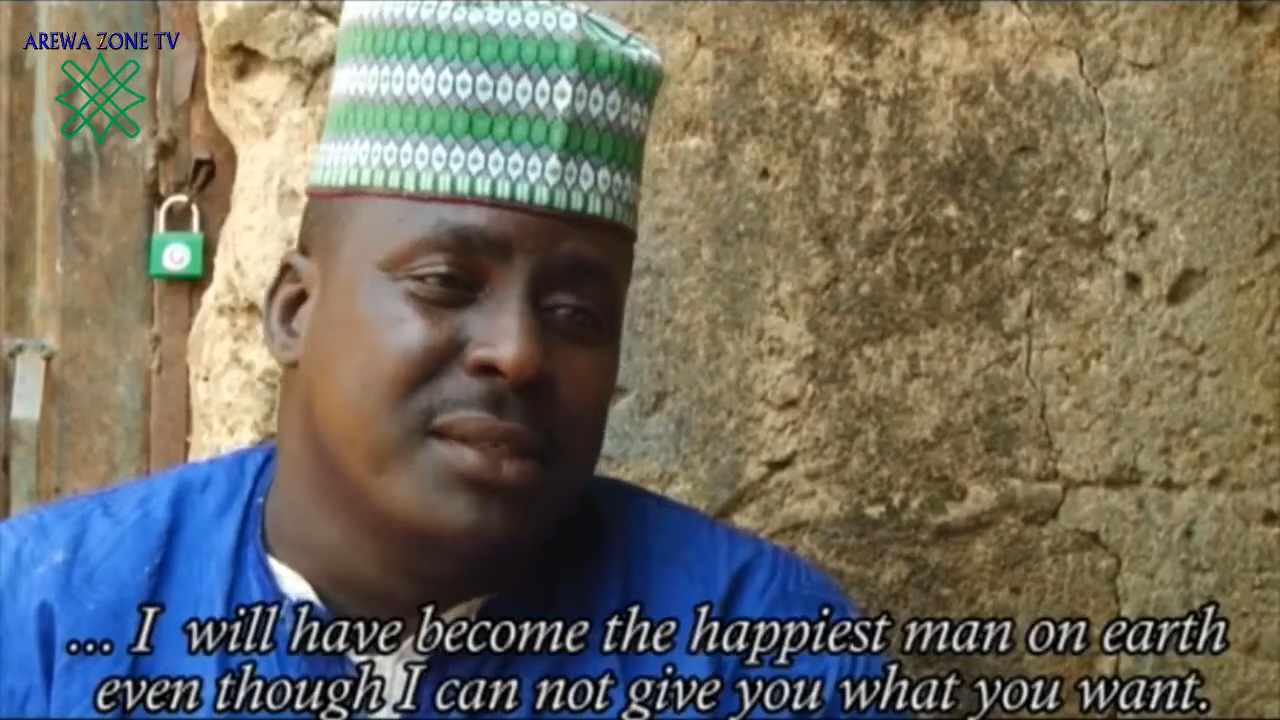 AREWA ZONE TV
... I will have become the happiest man on earth
even though I can not give you what you want.